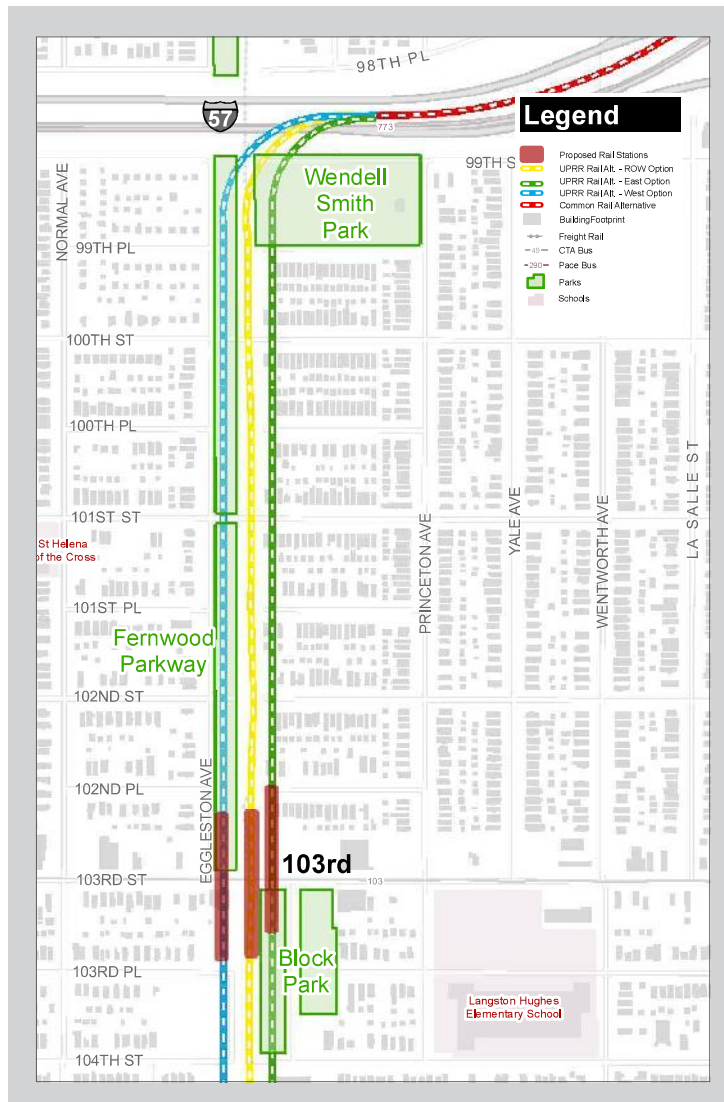 98TH PL
57
773
Legend
Proposed Rail Stations
UPRR Rail Alt. - ROW Option
UPRR Rail Alt. - East Option
UPRR Rail Alt. - West Option
Common Rail Alternative
Building Footprint
Freight Rail
49 CTA Bus
290 Pace Bus
Parks
Schools
99TH S
Wendell
Smith
Park
NORMAL AVE
99TH PL
100TH ST
100TH PL
101ST ST
St Helena
of the Cross
101ST PL
PRINCETON AVE
YALE AVE
WENTWORTH AVE
LA SALLE ST
Fernwood
Parkway
102ND ST
102ND PL
EGGLESTON AVE
103rd
103RD ST
103
Block
Park
103RD PL
Langston Hughes
Elementary School
104TH ST